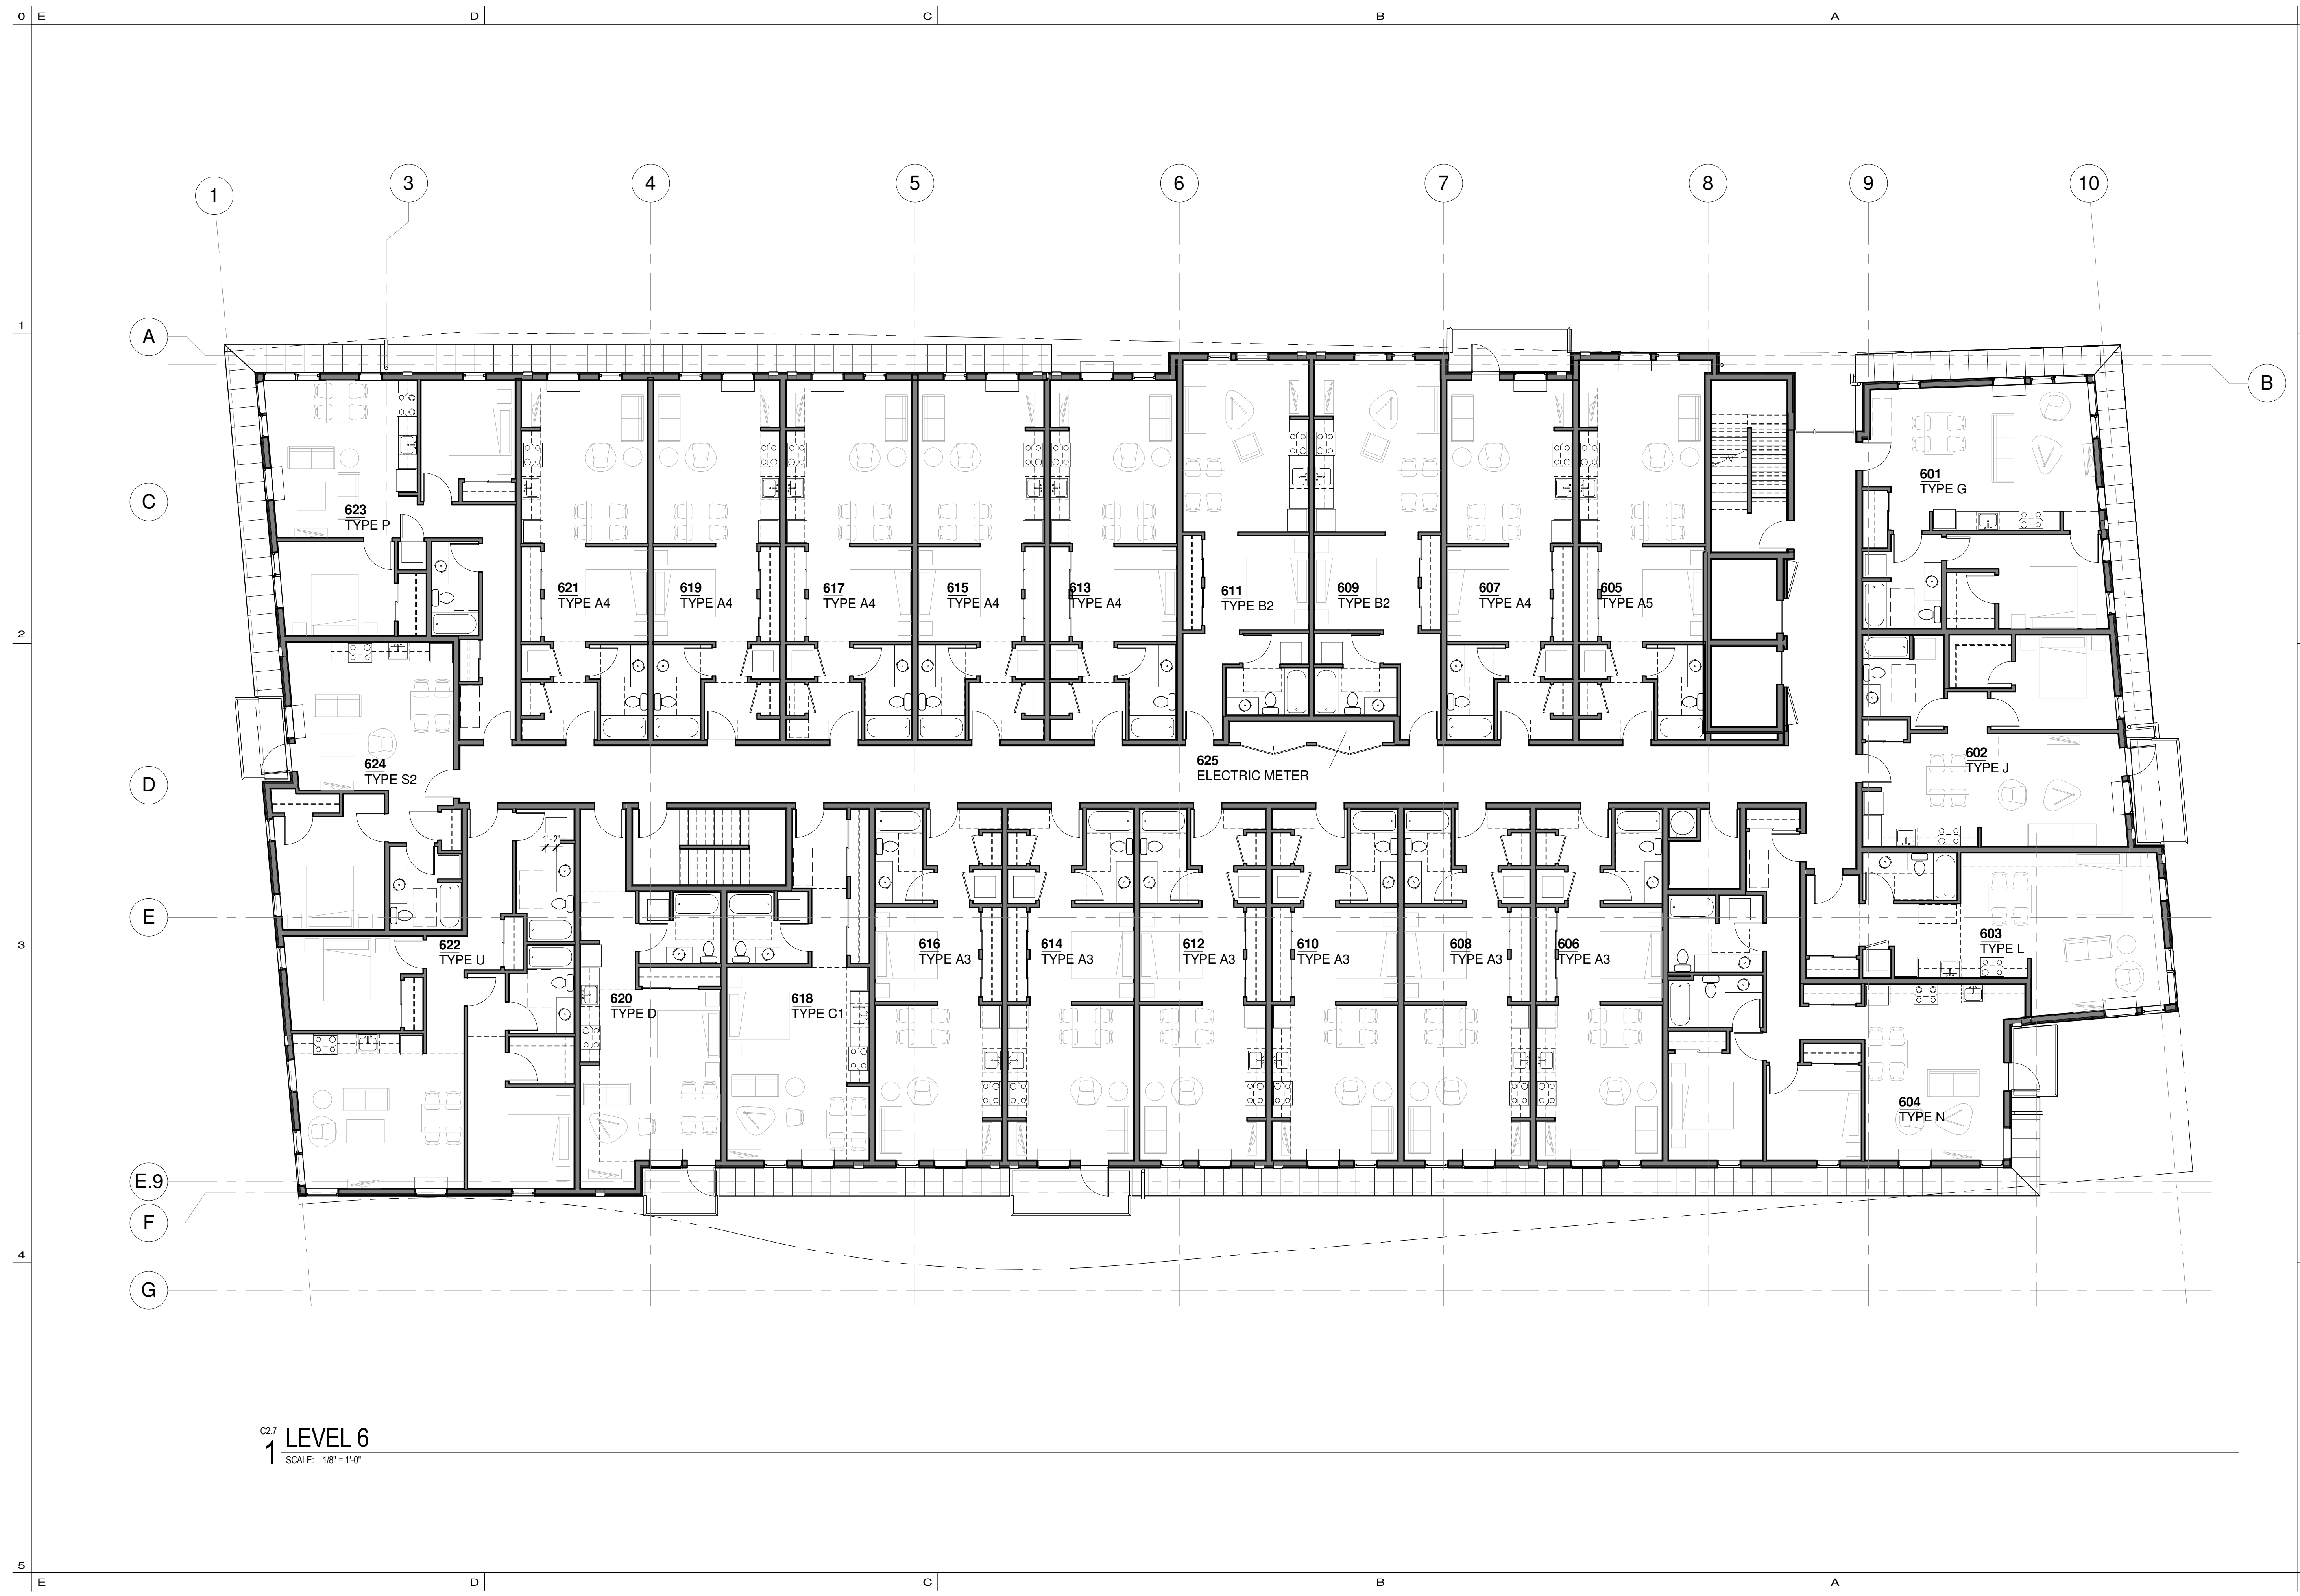 0 E D C B A
1
3
4
5
6
7
8
9
10
1
A
B
C
601
TYPE G
623
TYPE P
621
TYPE A4
619
TYPE A4
617
TYPE A4
615
TYPE A4
613
TYPE A4
611
TYPE B2
609
TYPE B2
607
TYPE A4
605
TYPE A5
2
625
ELECTRIC METER
624
TYPE S2
602
TYPE J
D
1' - 2"
E
3
622
TYPE U
620
TYPE D
618
TYPE C1
616
TYPE A3
614
TYPE A3
612
TYPE A3
610
TYPE A3
608
TYPE A3
606
TYPE A3
603
TYPE L
604
TYPE N
E.9
F
4
G
C2.7
1
LEVEL 6
SCALE: 1/8" = 1'-0"
5
E D C B A